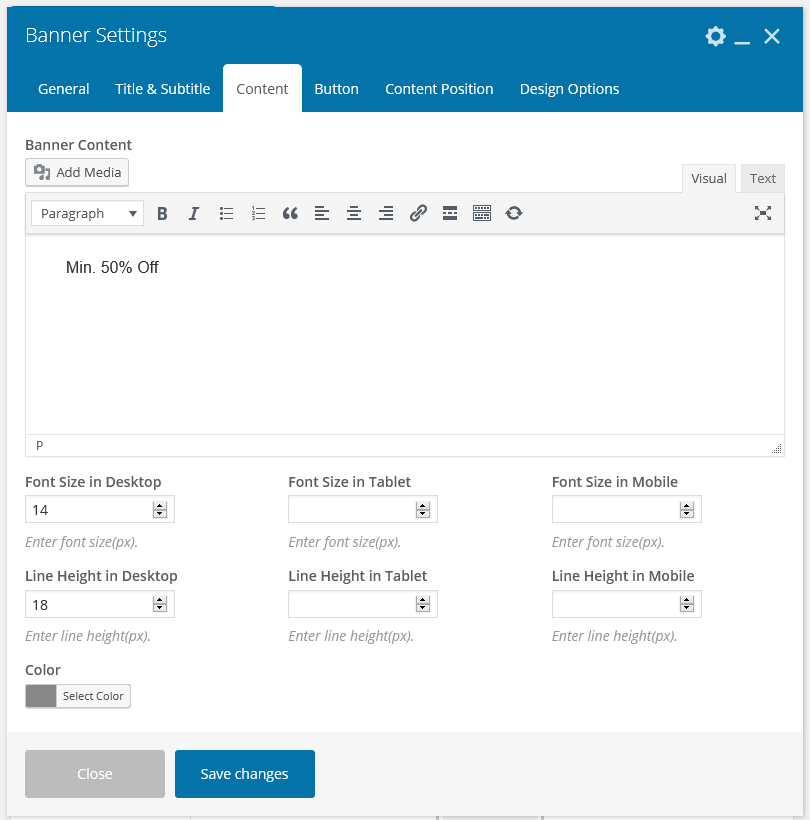 Banner Settings
General Title & Subtitle Content Button Content Position Design Options
Banner Content
Add Media
Visual Text
Paragraph B I
Min. 50% Off
P
Font Size in Desktop Font Size in Tablet Font Size in Mobile
14
Enter font size(px). Enter font size(px). Enter font size(px).
Line Height in Desktop Line Height in Tablet Line Height in Mobile
18
Enter line height(px). Enter line height(px). Enter line height(px).
Color
Select Color
Close Save changes